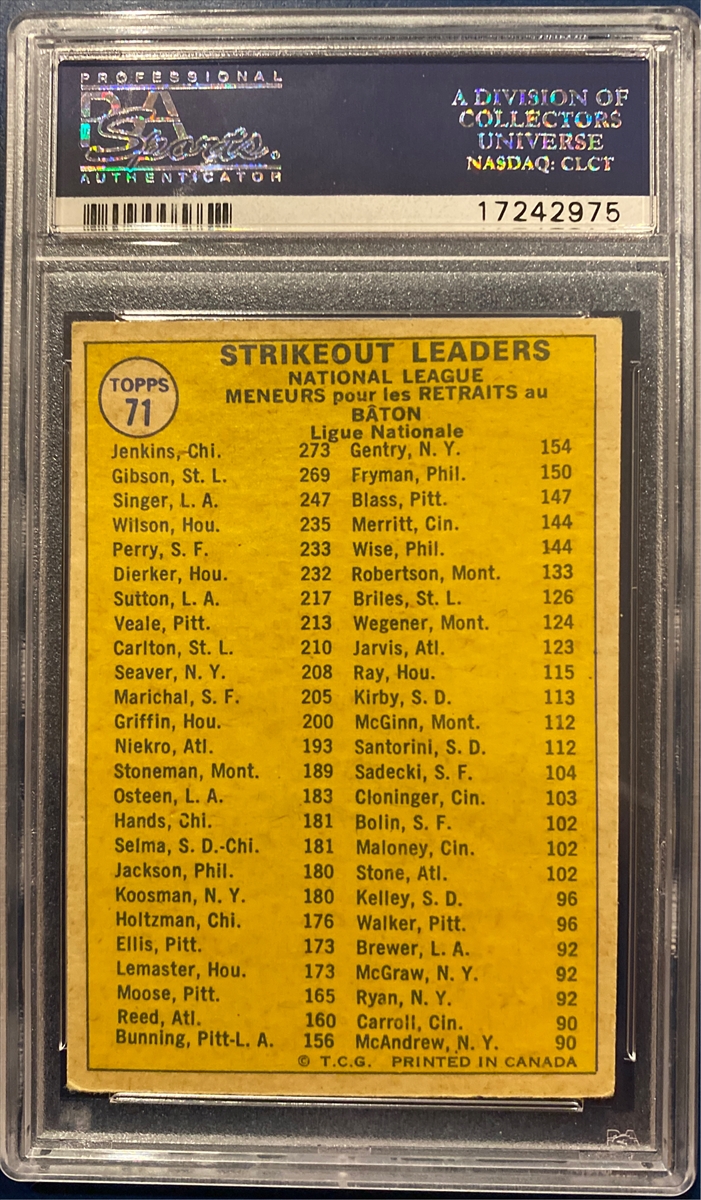 PROFESSIONAL
PSA
Sports
AUTHENTICATOR
A DIVISION OF
COLLECTORS
UNIVERSE
NASDAQ: CLCT
17242975
TOPPS
71
STRIKEOUT LEADERS
NATIONAL LEAGUE
MENEURS pour les RETRAITS au
BÂTON
Ligue Nationale
Jenkins, Chi. 273 Gentry, N. Y. 154
Gibson, St. L. 269 Fryman, Phil. 150
Singer, L. A. 247 Blass, Pitt. 147
Wilson, Hou. 235 Merritt, Cin. 144
Perry, S. F. 233 Wise, Phil. 144
Dierker, Hou. 232 Robertson, Mont. 133
Sutton, L. A. 217 Briles, St. L. 126
Veale, Pitt. 213 Wegener, Mont. 124
Carlton, St. L. 210 Jarvis, Atl. 123
Seaver, N. Y. 208 Ray, Hou. 115
Marichal, S. F. 205 Kirby, S. D. 113
Griffin, Hou. 200 McGinn, Mont. 112
Niekro, Atl. 193 Santorini, S. D. 112
Stoneman, Mont. 189 Sadecki, S. F. 104
Osteen, L. A. 183 Cloninger, Cin. 103
Hands, Chi. 181 Bolin, S. F. 102
Selma, S. D.-Chi. 181 Maloney, Cin. 102
Jackson, Phil. 180 Stone, Atl. 102
Koosman, N. Y. 180 Kelley, S. D. 96
Holtzman, Chi. 176 Walker, Pitt. 96
Ellis, Pitt. 173 Brewer, L. A. 92
Lemaster, Hou. 173 McGraw, N. Y. 92
Moose, Pitt. 165 Ryan, N. Y. 92
Reed, Atl. 160 Carroll, Cin. 90
Bunning, Pitt-L. A. 156 McAndrew, N. Y. 90
© T.C.G. PRINTED IN CANADA
PSA